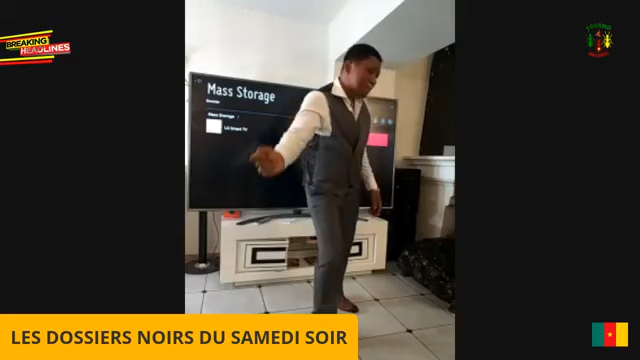 BREAKING
HEADLINES
Mass Storage
Mass Storage
LG Smart TV
LES DOSSIERS NOIRS DU SAMEDI SOIR